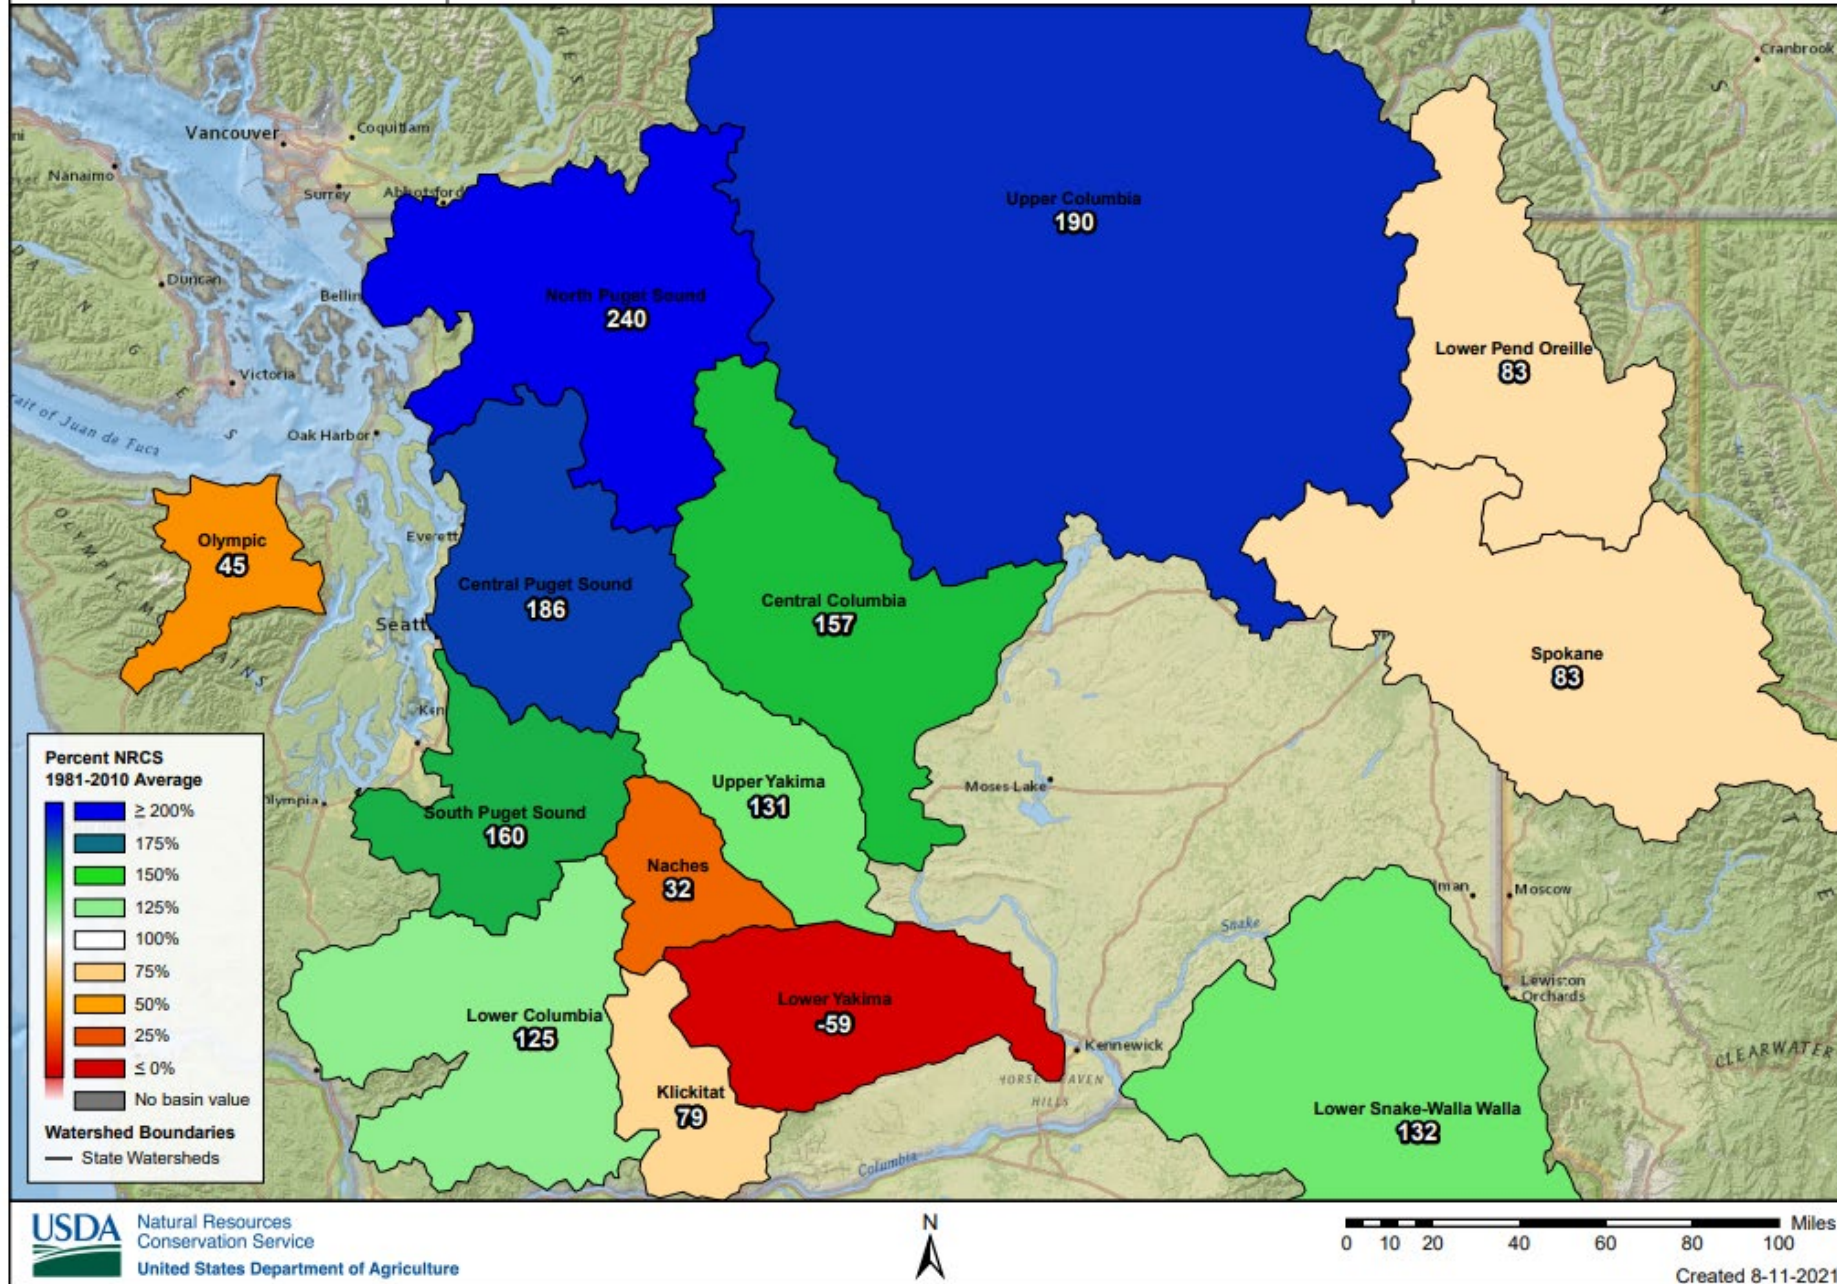 Cranbrook
Vancouver
Coquitlam
Nanaimo
Surrey
Abbotsford
Upper Columbia
190
Duncan
Bellin
North Puget Sound
240
Lower Pend Oreille
83
Victoria
rait of Juan de Fuca
Oak Harbor
Olympic
45
Everett
Central Puget Sound
186
Central Columbia
157
Seatt
Spokane
83
OLYMPIC
AINS
Ken
Percent NRCS
1981-2010 Average
≥ 200%
175%
150%
125%
100%
75%
50%
25%
≤ 0%
No basin value
Watershed Boundaries
State Watersheds
Upper Yakima
131
Moses Lake
Olympia
South Puget Sound
160
Naches
32
lman
Moscow
Snake
Lewiston
Orchards
Lower Yakima
-59
Lower Columbia
125
Kennewick
CLEARWATER
HORSE HAVEN
HILLS
Klickitat
79
Lower Snake-Walla Walla
132
Columbia
USDA
Natural Resources
Conservation Service
United States Department of Agriculture
N
Miles
0 10 20 40 60 80 100
Created 8-11-2021